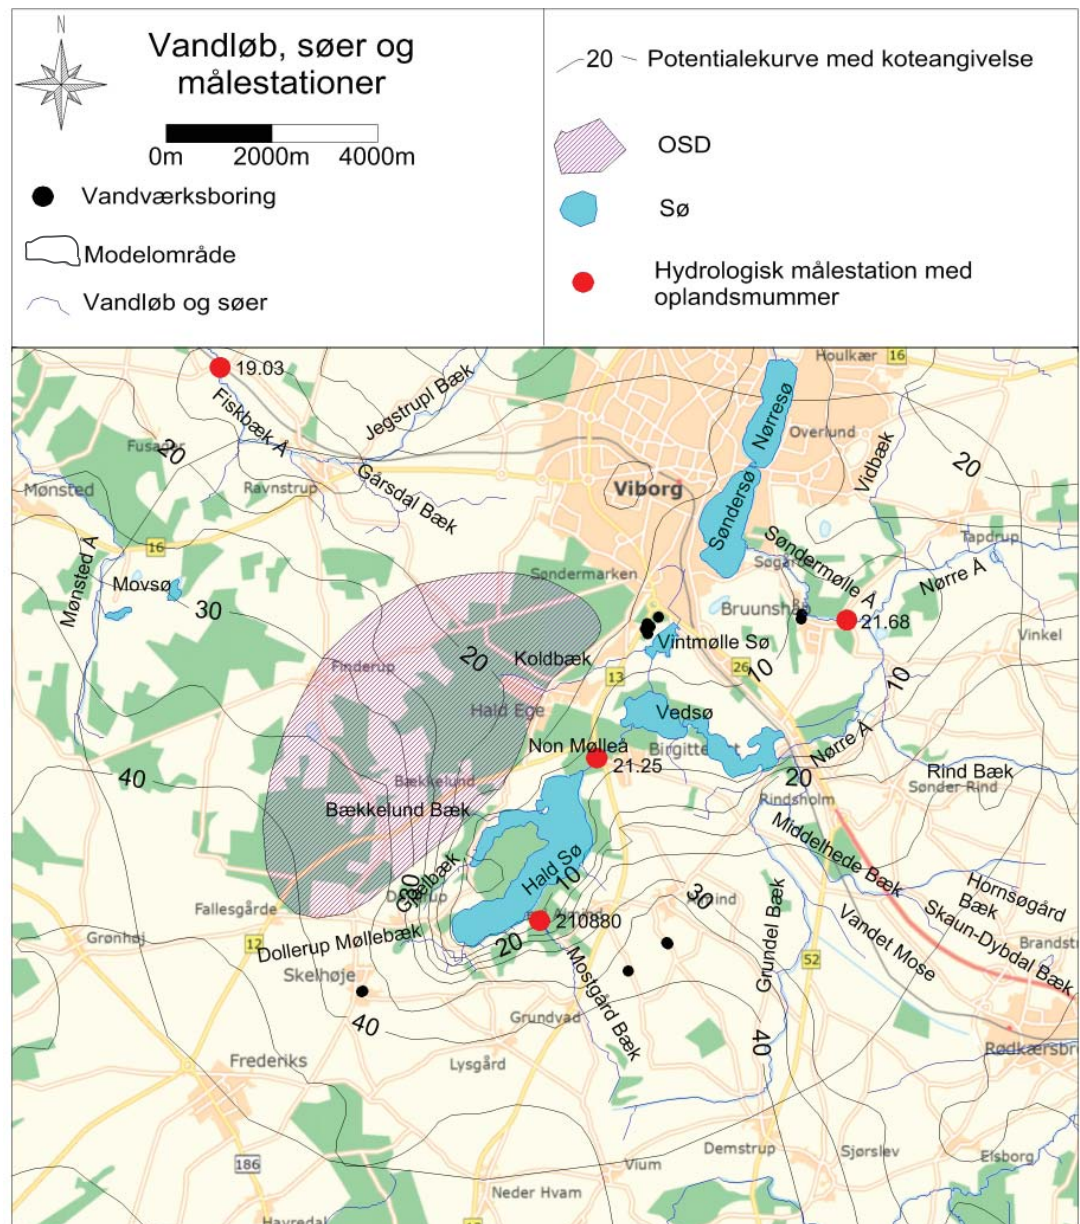 N
Vandløb, søer og
målestationer
0m 2000m 4000m
Vandværksboring
Modelområde
Vandløb og søer
20 Potentialekurve med koteangivelse
OSD
Sø
Hydrologisk målestation med
oplandsmummer
19.03
Houlkær 16
Jegstrupl Bæk
Fiskbæk Å
Nørresø
Overlund
20
20
Vidbæk
Gårsdal Bæk
Mønsted
Ravnstrup
Viborg
Søndersø
16
Søndermølle Å
Tapdrup
Mønsted Å
Movsø
Søndermarken
Nørre Å
30
Bruunshåb
21.68
Vinkel
Vintmølle Sø
20
Koldbæk
Finderup
13
26
10
10
Hald Ege
Vedsø
Non Mølleå
21.25
Nørre Å
40
Bækkelund
20
Rind Bæk
Sønder Rind
Rindsholm
Bækkelund Bæk
Middelhede Bæk
Hald Sø
10
30
Hornsøgård
Bæk
Fallesgårde
210880
Grundel Bæk
Skaun-Dybdal Bæk
Grønhøj
12
Dollerup Møllebæk
20
Vandet Mose
52
Skelhøje
Mostgård Bæk
40
Grundvad
40
Frederiks
Lysgård
Demstrup
Sjørslev
Elsborg
186
Vium
Neder Hvam
Havredal